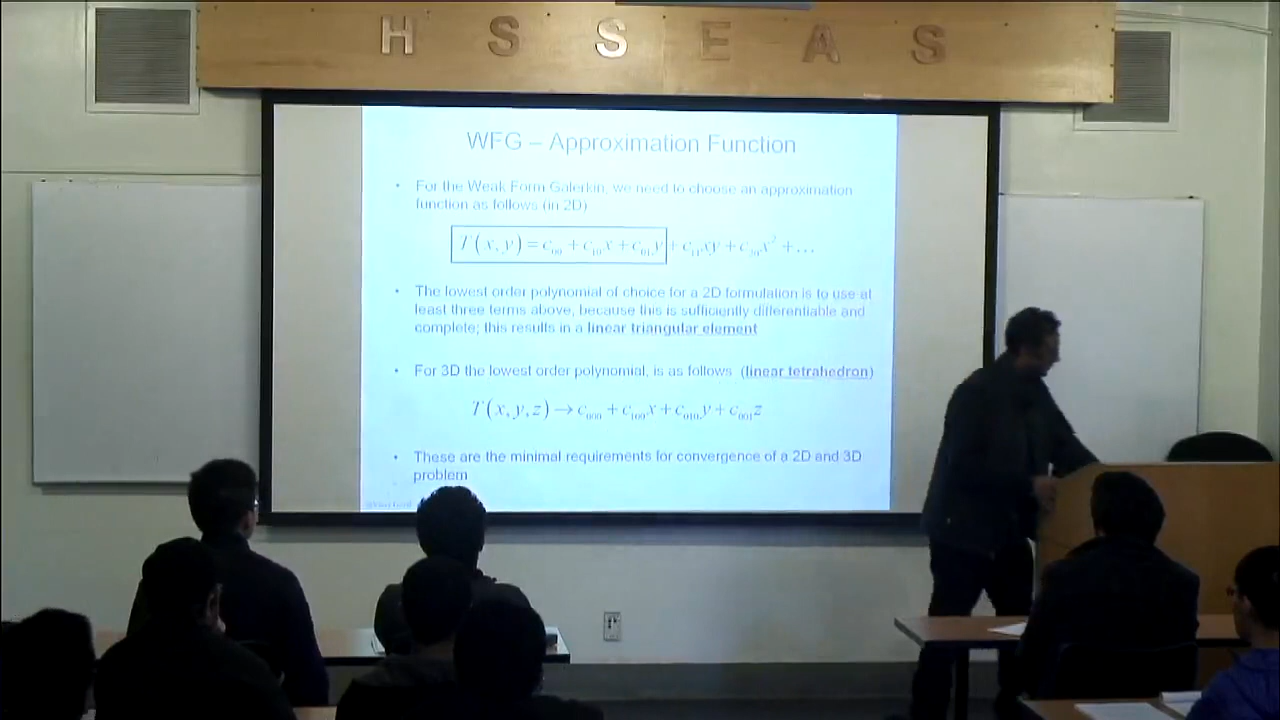 H S S E A S
WFG – Approximation Function
• For the Weak Form Galerkin, we need to choose an approximation
function as follows (in 2D)
T(x, y) = c₀₀ + c₁₀x + c₀₁y + c₁₁xy + c₂₀x² + …
• The lowest order polynomial of choice for a 2D formulation is to use at
least three terms above, because this is sufficiently differentiable and
complete; this results in a linear triangular element
• For 3D the lowest order polynomial, is as follows (linear tetrahedron)
T(x, y, z) → c₀₀₀ + c₁₀₀x + c₀₁₀y + c₀₀₁z
• These are the minimal requirements for convergence of a 2D and 3D
problem